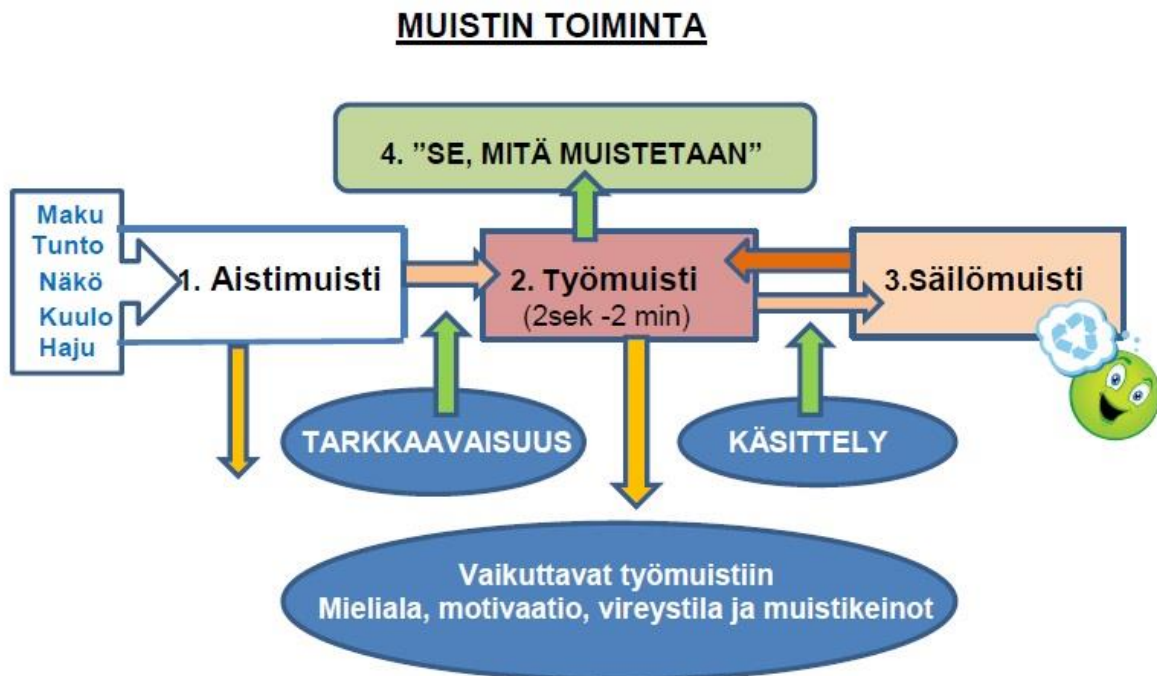 MUISTIN TOIMINTA
4. ”SE, MITÄ MUISTETAAN”
Maku
Tunto
Näkö
Kuulo
Haju
1. Aistimuisti
2. Työmuisti
(2sek -2 min)
3.Säilömuisti
TARKKAAVAISUUS
KÄSITTELY
Vaikuttavat työmuistiin
Mieliala, motivaatio, vireystila ja muistikeinot